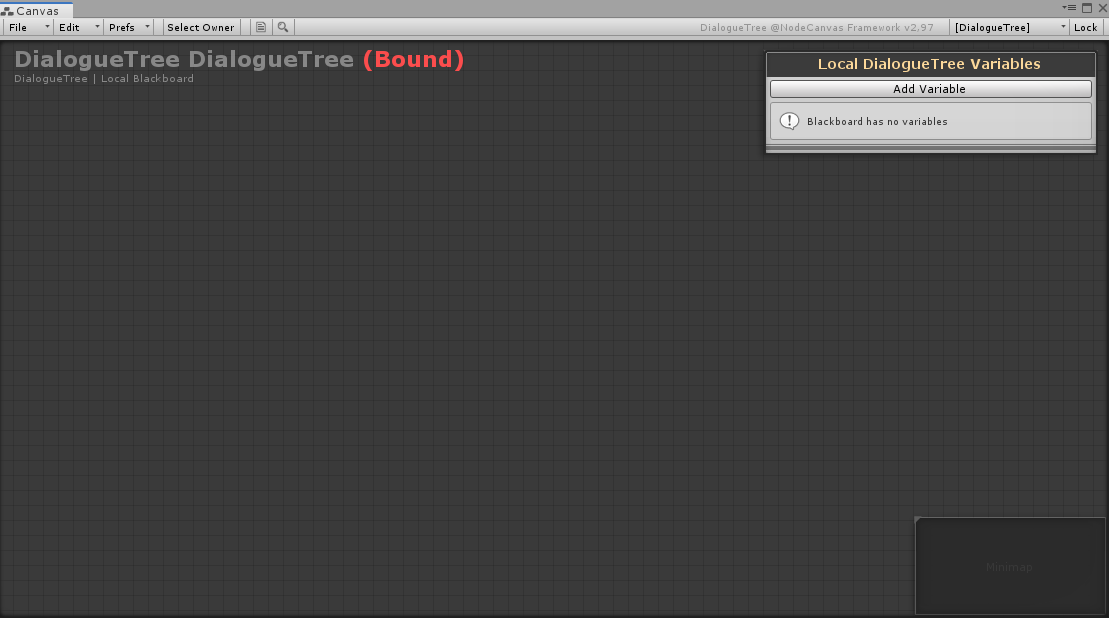 Canvas
File Edit Prefs Select Owner DialogueTree @NodeCanvas Framework v2.97 [DialogueTree] Lock
DialogueTree DialogueTree (Bound)
DialogueTree | Local Blackboard
Local DialogueTree Variables
Add Variable
Blackboard has no variables
Minimap